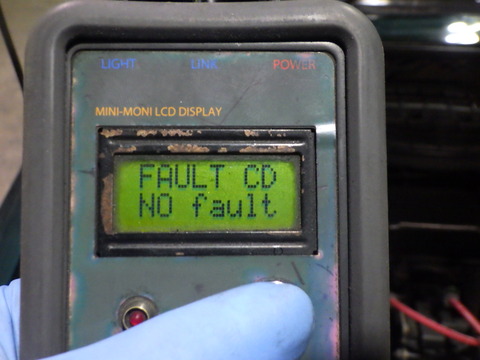 LIGHT LINK POWER
MINI-MONI LCD DISPLAY
FAULT CD
NO fault